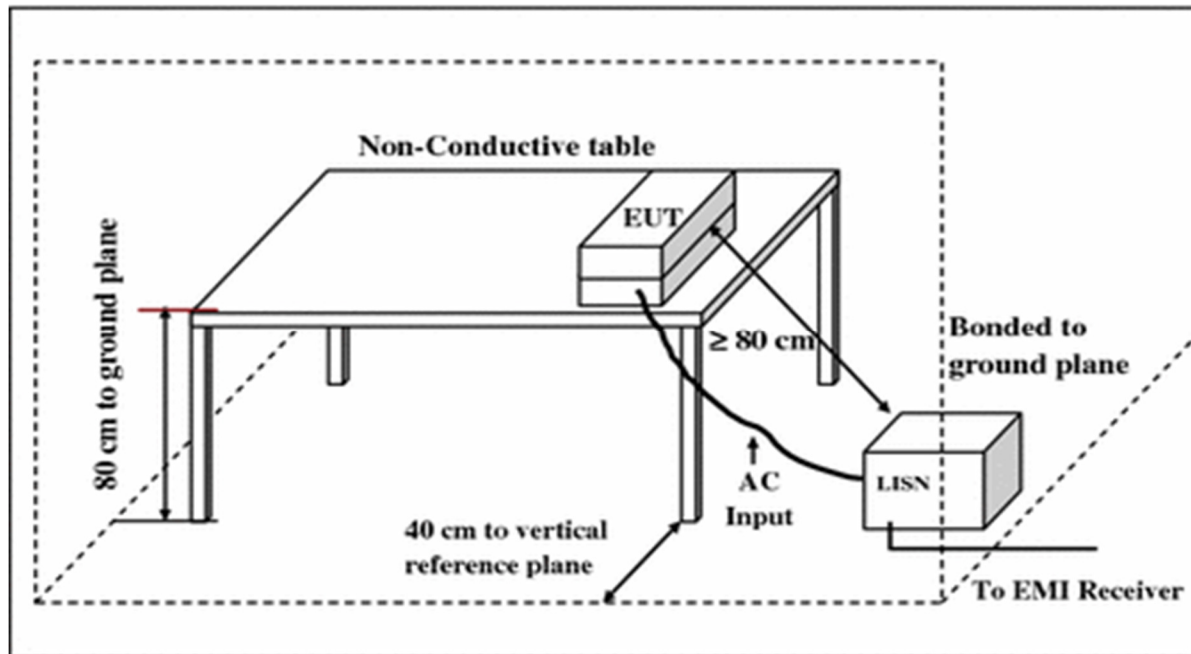 Non-Conductive table
EUT
80 cm to ground plane
≥ 80 cm
Bonded to
ground plane
LISN
AC
Input
40 cm to vertical
reference plane
To EMI Receiver